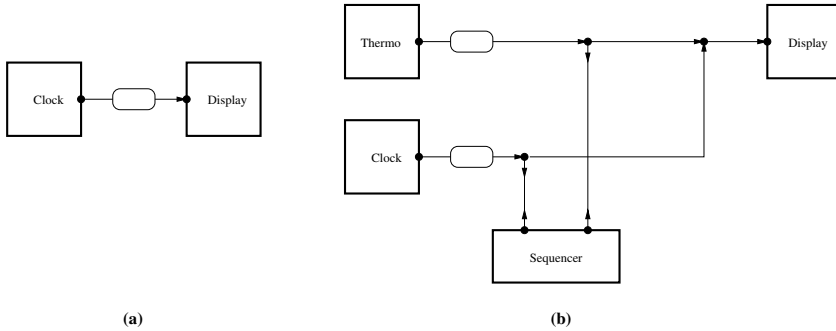 Clock
Display
(a)
Thermo
Display
Clock
Sequencer
(b)